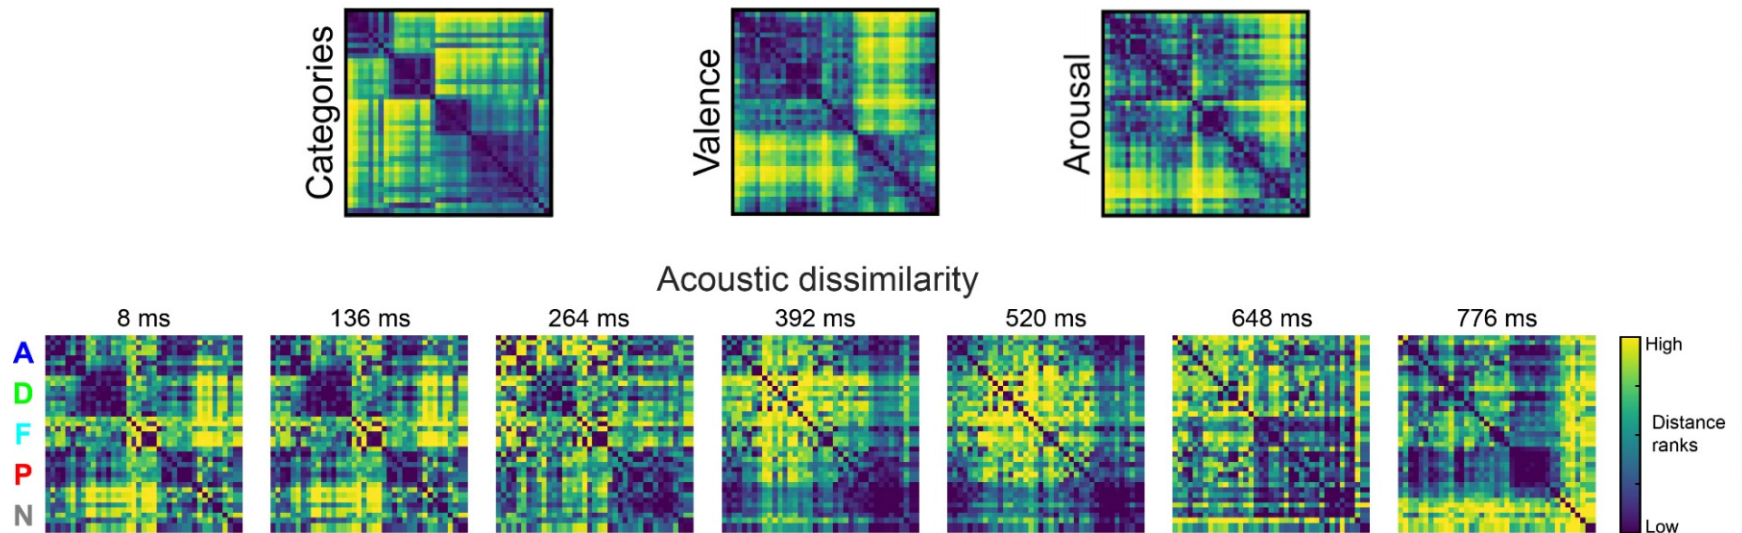 Categories
Valence
Arousal
Acoustic dissimilarity
8 ms
136 ms
264 ms
392 ms
520 ms
648 ms
776 ms
A
D
F
P
N
High
Distance
ranks
Low